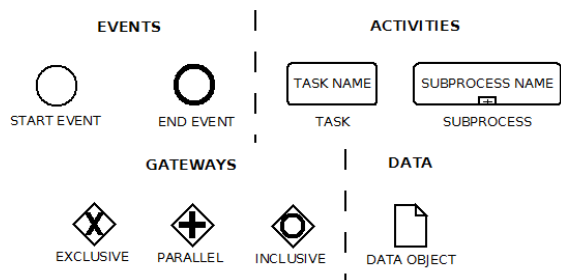 EVENTS
ACTIVITIES
TASK NAME
SUBPROCESS NAME
START EVENT
END EVENT
TASK
SUBPROCESS
GATEWAYS
DATA
X
EXCLUSIVE
PARALLEL
INCLUSIVE
DATA OBJECT